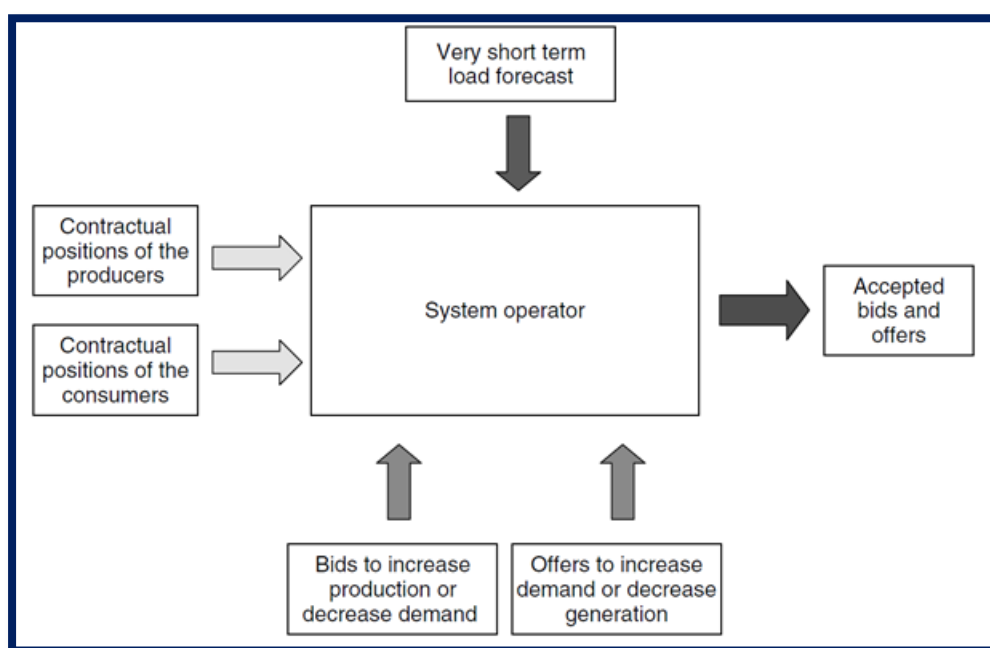 Very short term
load forecast
Contractual
positions of the
producers
System operator
Accepted
bids and
offers
Contractual
positions of the
consumers
Bids to increase
production or
decrease demand
Offers to increase
demand or decrease
generation